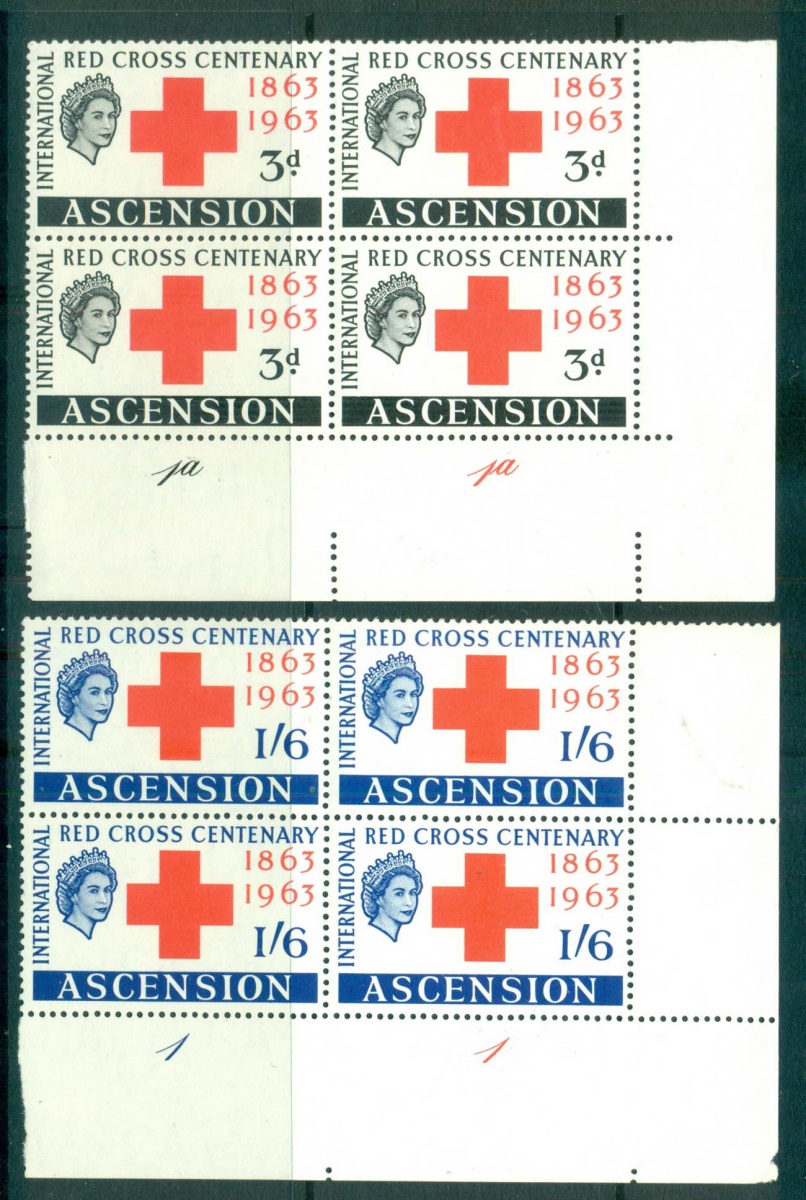 INTERNATIONAL RED CROSS CENTENARY
1863
1963
3d
ASCENSION
INTERNATIONAL RED CROSS CENTENARY
1863
1963
3d
ASCENSION
INTERNATIONAL RED CROSS CENTENARY
1863
1963
3d
ASCENSION
INTERNATIONAL RED CROSS CENTENARY
1863
1963
3d
ASCENSION
1a
1a
INTERNATIONAL RED CROSS CENTENARY
1863
1963
1/6
ASCENSION
INTERNATIONAL RED CROSS CENTENARY
1863
1963
1/6
ASCENSION
INTERNATIONAL RED CROSS CENTENARY
1863
1963
1/6
ASCENSION
INTERNATIONAL RED CROSS CENTENARY
1863
1963
1/6
ASCENSION
1
1